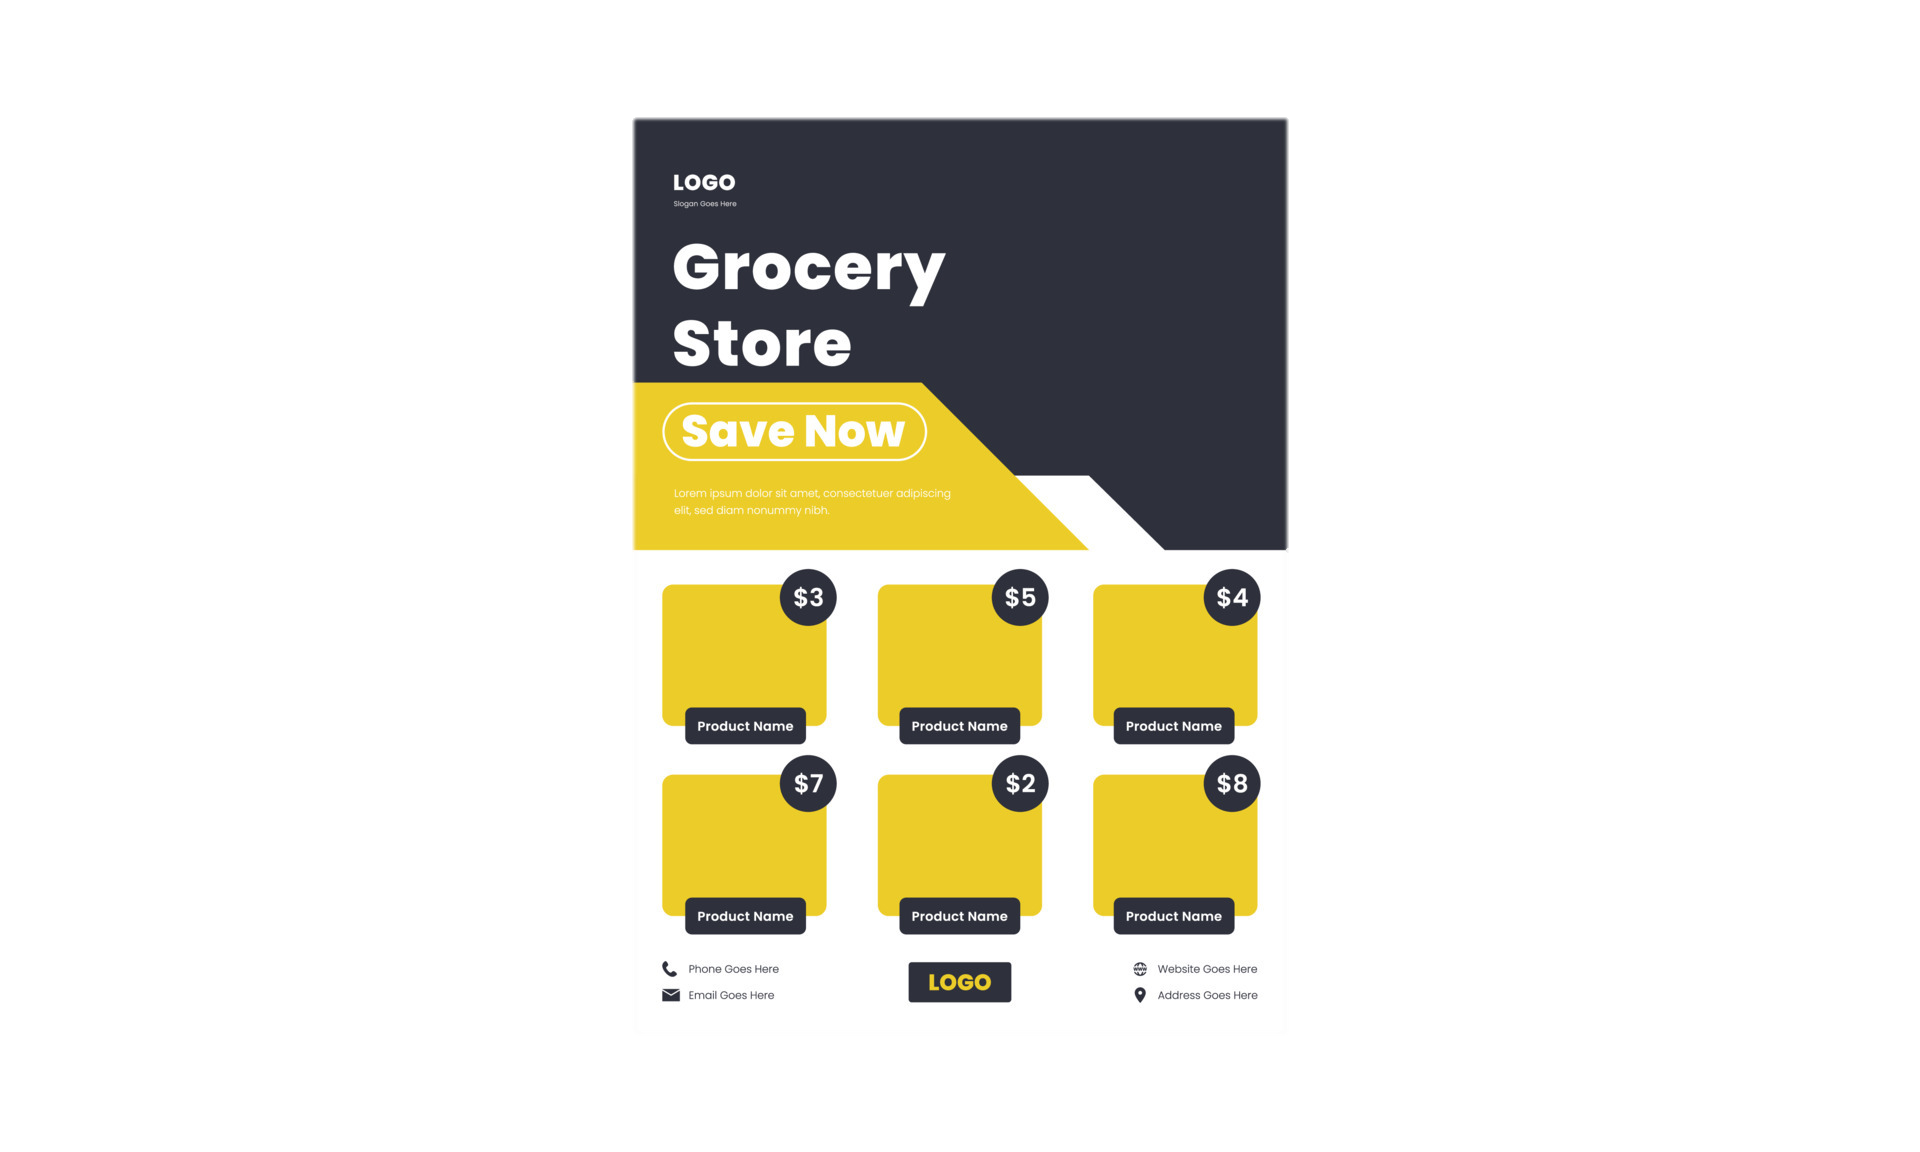 LOGO
Slogan Goes Here
Grocery
Store
Save Now
Lorem ipsum dolor sit amet, consectetuer adipiscing
elit, sed diam nonummy nibh.
$3
$5
$4
Product Name
Product Name
Product Name
$7
$2
$8
Product Name
Product Name
Product Name
Phone Goes Here
Email Goes Here
LOGO
www
Website Goes Here
Address Goes Here